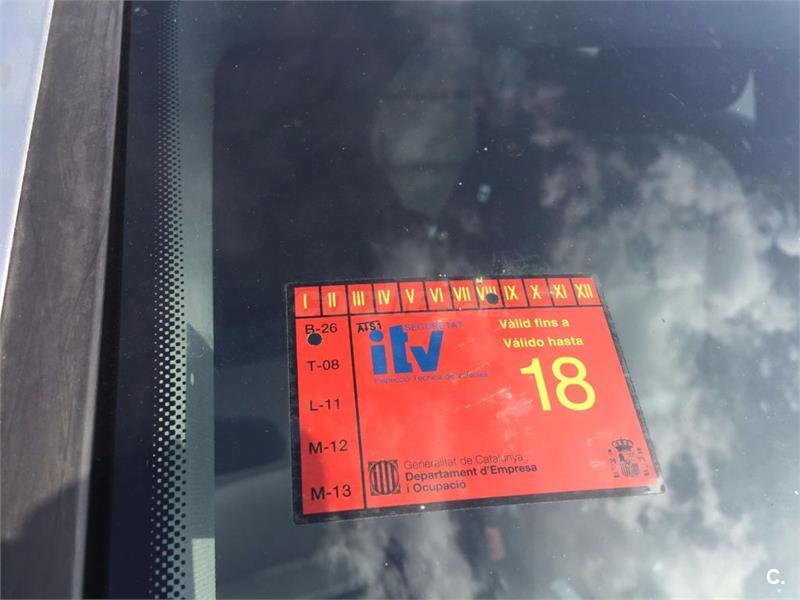 I II III IV V VI VII VIII IX X XI XII
B-26
T-08
L-11
M-12
M-13
SEGURETAT
itv
Inspecció Tècnica de Vehicles
Vàlid fins a
Válido hasta
18
Generalitat de Catalunya
Departament d'Empresa
i Ocupació
C.